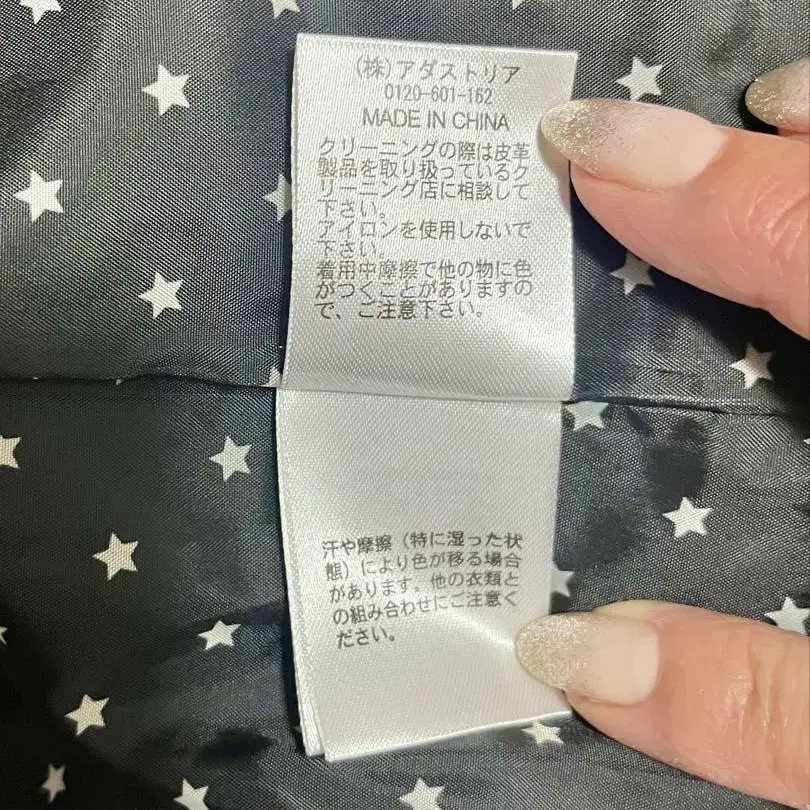 (株)アダストリア
0120-601-162
MADE IN CHINA
クリーニングの際は皮革
製品を取り扱っているク
リーニング店に相談して
下さい。
アイロンを使用しないで
下さい。
着用中摩擦で他の物に色
がつくことがありますの
で、ご注意下さい。
汗や摩擦（特に湿った状
態）により色が移る場合
があります。他の衣類と
の組み合わせにご注意く
ださい。